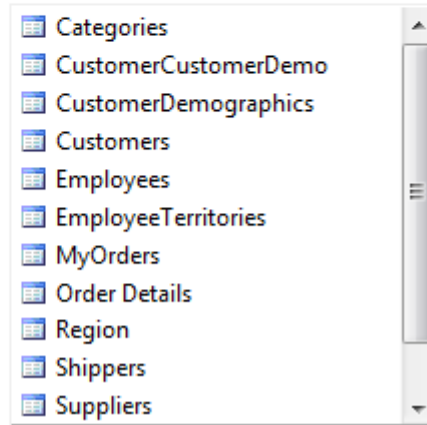 Categories
CustomerCustomerDemo
CustomerDemographics
Customers
Employees
EmployeeTerritories
MyOrders
Order Details
Region
Shippers
Suppliers